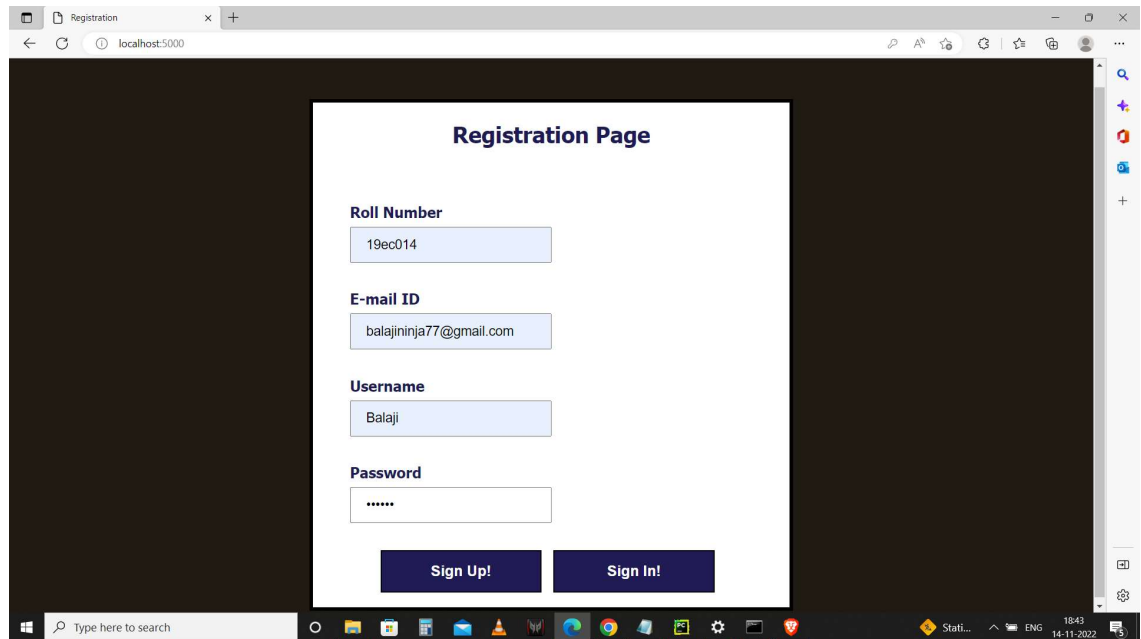 Registration
localhost:5000
Registration Page
Roll Number
19ec014
E-mail ID
balajininja77@gmail.com
Username
Balaji
Password
••••••
Sign Up! Sign In!
Type here to search
Stati... ENG 18:43
14-11-2022
5